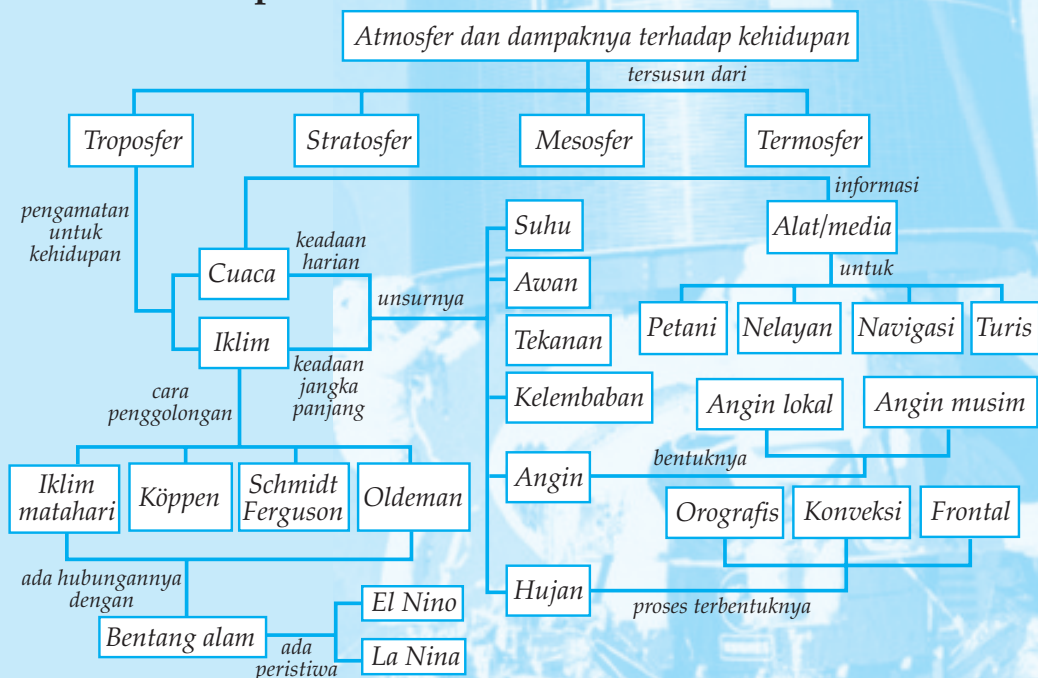 Atmosfer dan dampaknya terhadap kehidupan
tersusun dari
Troposfer
Stratosfer
Mesosfer
Termosfer
pengamatan
untuk
kehidupan
informasi
Cuaca
keadaan
harian
Iklim
keadaan
jangka
panjang
unsurnya
Suhu
Awan
Tekanan
Kelembaban
Angin
Hujan
Alat/media
untuk
Petani
Nelayan
Navigasi
Turis
Angin lokal
Angin musim
bentuknya
Orografis
Konveksi
Frontal
proses terbentuknya
cara
penggolongan
Iklim
matahari
Köppen
Schmidt
Ferguson
Oldeman
ada hubungannya
dengan
Bentang alam
ada
peristiwa
El Nino
La Nina